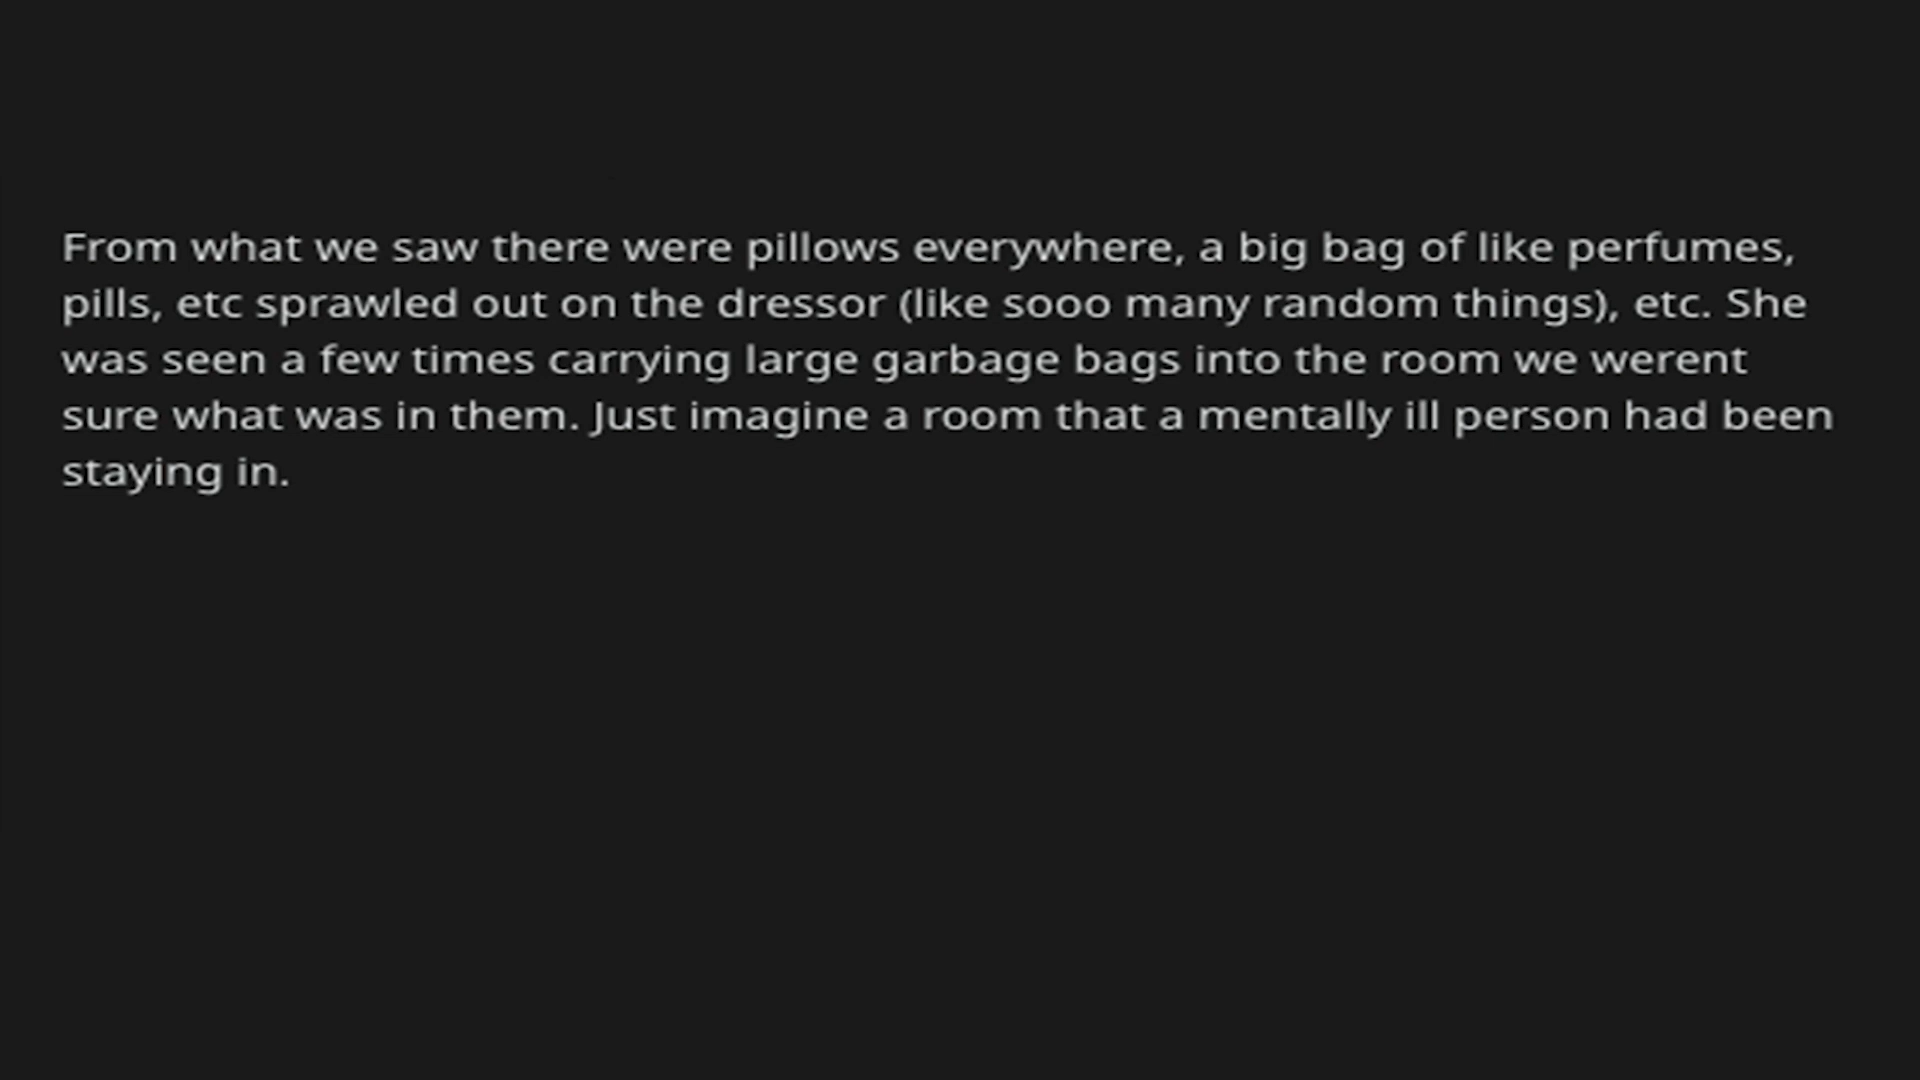 From what we saw there were pillows everywhere, a big bag of like perfumes,
pills, etc sprawled out on the dressor (like sooo many random things), etc. She
was seen a few times carrying large garbage bags into the room we werent
sure what was in them. Just imagine a room that a mentally ill person had been
staying in.